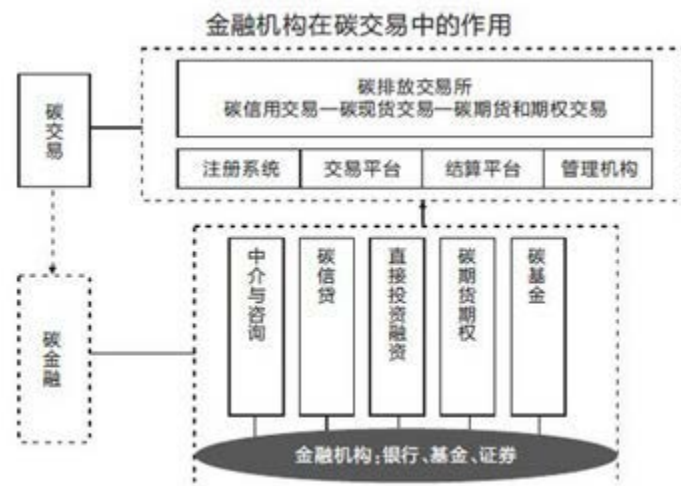 金融机构在碳交易中的作用
碳交易
碳排放交易所
碳信用交易—碳现货交易—碳期货和期权交易
注册系统
交易平台
结算平台
管理机构
碳金融
中介与咨询
碳信贷
直接投资融资
碳期货期权
碳基金
金融机构:银行、基金、证券